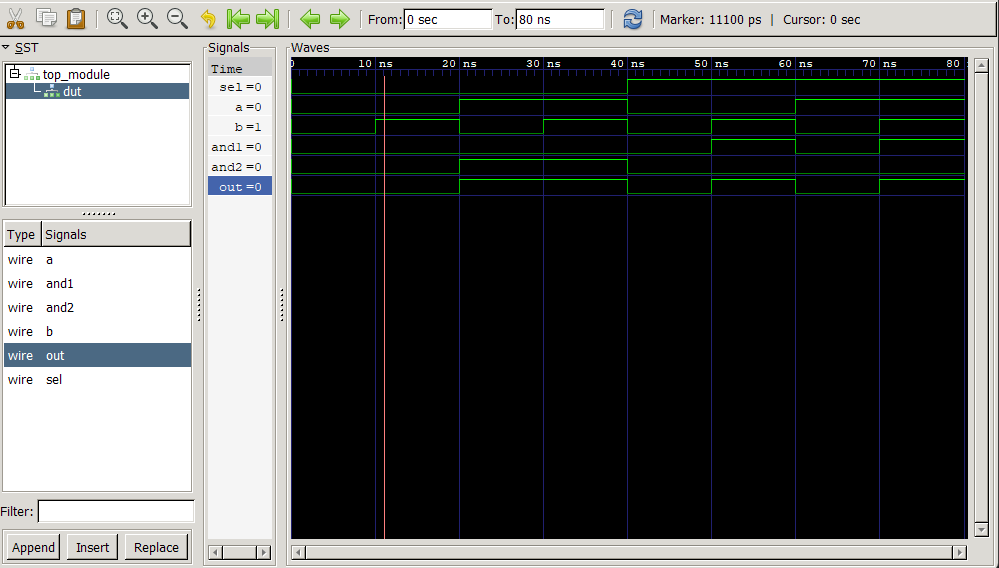 From: 0 sec To: 80 ns Marker: 11100 ps | Cursor: 0 sec
SST
top_module
dut
Type Signals
wire a
wire and1
wire and2
wire b
wire out
wire sel
Filter:
Append Insert Replace
Signals
Time
sel =0
a =0
b =1
and1 =0
and2 =0
out =0
Waves
0 10 ns 20 ns 30 ns 40 ns 50 ns 60 ns 70 ns 80